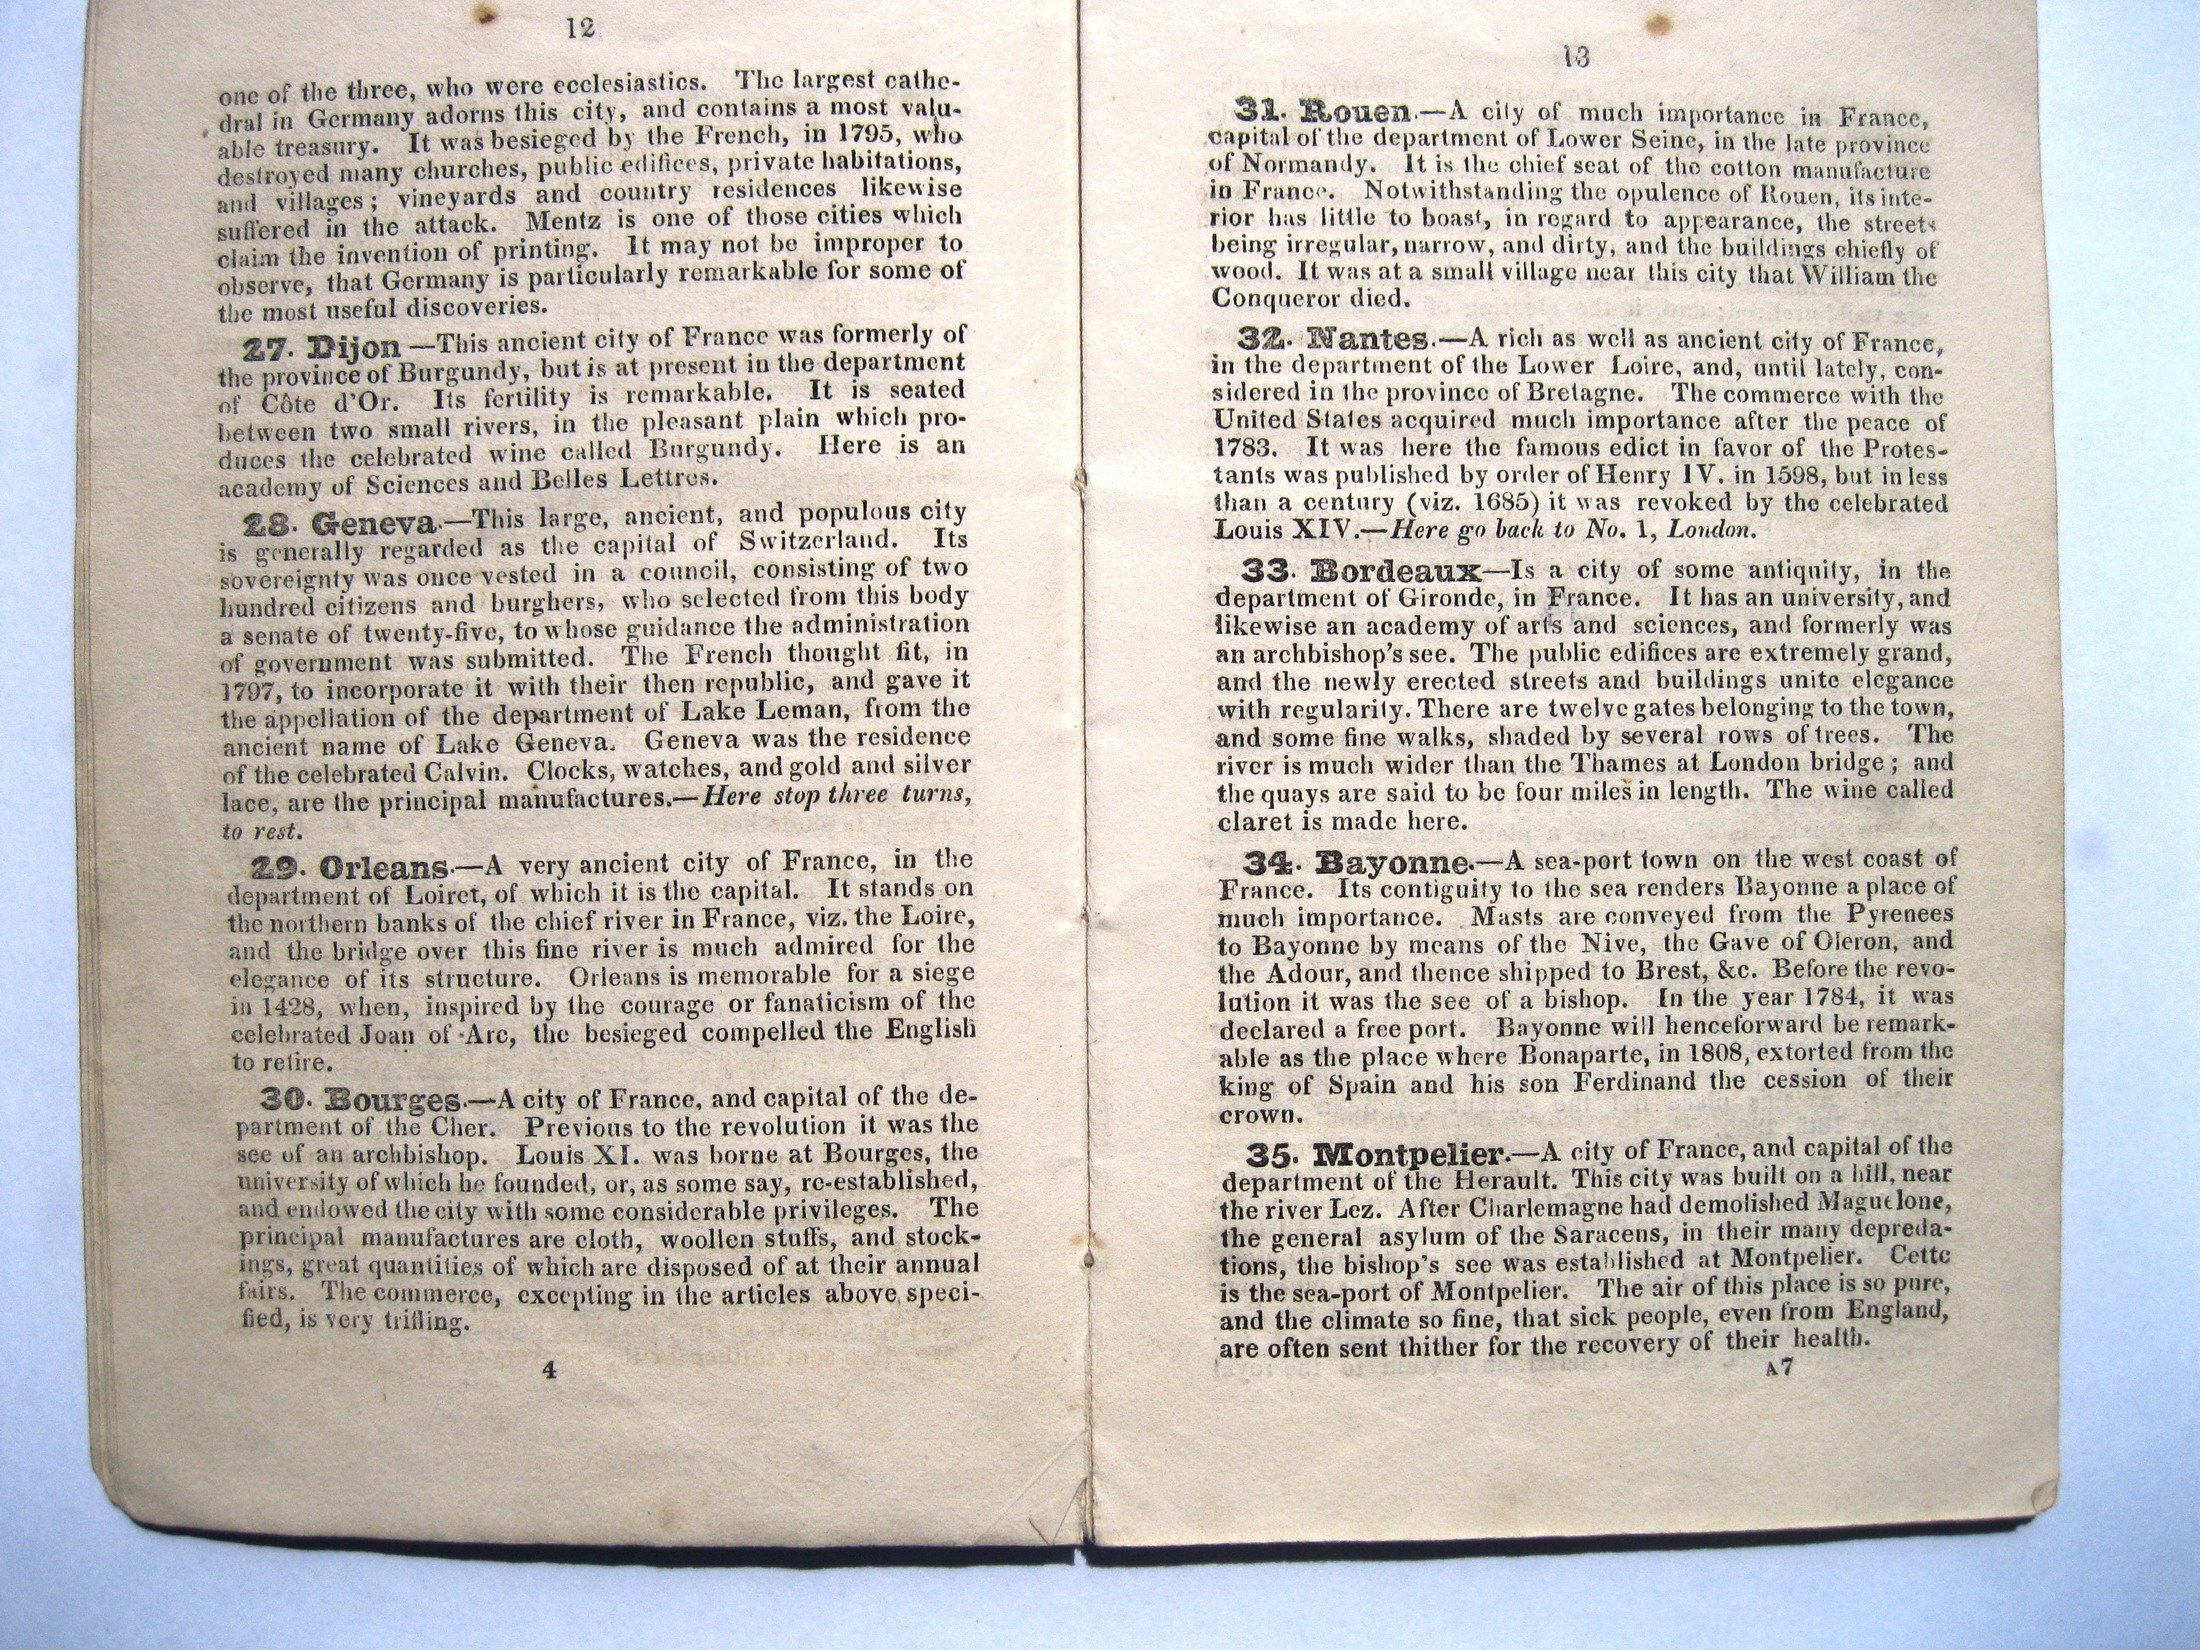 12
one of the three, who were ecclesiastics. The largest cathe-
dral in Germany adorns this city, and contains a most valu-
able treasury. It was besieged by the French, in 1795, who
destroyed many churches, public edifices, private habitations,
and villages; vineyards and country residences likewise
suffered in the attack. Mentz is one of those cities which
claim the invention of printing. It may not be improper to
observe, that Germany is particularly remarkable for some of
the most useful discoveries.
27. Dijon —This ancient city of France was formerly of
the province of Burgundy, but is at present in the department
of Côte d'Or. Its fertility is remarkable. It is seated
between two small rivers, in the pleasant plain which pro-
duces the celebrated wine called Burgundy. Here is an
academy of Sciences and Belles Lettres.
28. Geneva.—This large, ancient, and populous city
is generally regarded as the capital of Switzerland. Its
sovereignty was once vested in a council, consisting of two
hundred citizens and burghers, who selected from this body
a senate of twenty-five, to whose guidance the administration
of government was submitted. The French thought fit, in
1797, to incorporate it with their then republic, and gave it
the appellation of the department of Lake Leman, from the
ancient name of Lake Geneva. Geneva was the residence
of the celebrated Calvin. Clocks, watches, and gold and silver
lace, are the principal manufactures.—Here stop three turns,
to rest.
29. Orleans.—A very ancient city of France, in the
department of Loiret, of which it is the capital. It stands on
the northern banks of the chief river in France, viz. the Loire,
and the bridge over this fine river is much admired for the
elegance of its structure. Orleans is memorable for a siege
in 1428, when, inspired by the courage or fanaticism of the
celebrated Joan of Arc, the besieged compelled the English
to retire.
30. Bourges.—A city of France, and capital of the de-
partment of the Cher. Previous to the revolution it was the
see of an archbishop. Louis XI. was borne at Bourges, the
university of which he founded, or, as some say, re-established,
and endowed the city with some considerable privileges. The
principal manufactures are cloth, woollen stuffs, and stock-
ings, great quantities of which are disposed of at their annual
fairs. The commerce, excepting in the articles above speci-
fied, is very trifling.
4
13
31. Rouen.—A city of much importance in France,
capital of the department of Lower Seine, in the late province
of Normandy. It is the chief seat of the cotton manufacture
in France. Notwithstanding the opulence of Rouen, its inte-
rior has little to boast, in regard to appearance, the streets
being irregular, narrow, and dirty, and the buildings chiefly of
wood. It was at a small village near this city that William the
Conqueror died.
32. Nantes.—A rich as well as ancient city of France,
in the department of the Lower Loire, and, until lately, con-
sidered in the province of Bretagne. The commerce with the
United States acquired much importance after the peace of
1783. It was here the famous edict in favor of the Protes-
tants was published by order of Henry IV. in 1598, but in less
than a century (viz. 1685) it was revoked by the celebrated
Louis XIV.—Here go back to No. 1, London.
33. Bordeaux—Is a city of some antiquity, in the
department of Gironde, in France. It has an university, and
likewise an academy of arts and sciences, and formerly was
an archbishop's see. The public edifices are extremely grand,
and the newly erected streets and buildings unite elegance
with regularity. There are twelve gates belonging to the town,
and some fine walks, shaded by several rows of trees. The
river is much wider than the Thames at London bridge; and
the quays are said to be four miles in length. The wine called
claret is made here.
34. Bayonne.—A sea-port town on the west coast of
France. Its contiguity to the sea renders Bayonne a place of
much importance. Masts are conveyed from the Pyrenees
to Bayonne by means of the Nive, the Gave of Oleron, and
the Adour, and thence shipped to Brest, &c. Before the revo-
lution it was the see of a bishop. In the year 1784, it was
declared a free port. Bayonne will henceforward be remark-
able as the place where Bonaparte, in 1808, extorted from the
king of Spain and his son Ferdinand the cession of their
crown.
35. Montpelier.—A city of France, and capital of the
department of the Herault. This city was built on a hill, near
the river Lez. After Charlemagne had demolished Maguelone,
the general asylum of the Saracens, in their many depreda-
tions, the bishop's see was established at Montpelier. Cette
is the sea-port of Montpelier. The air of this place is so pure,
and the climate so fine, that sick people, even from England,
are often sent thither for the recovery of their health.
A7